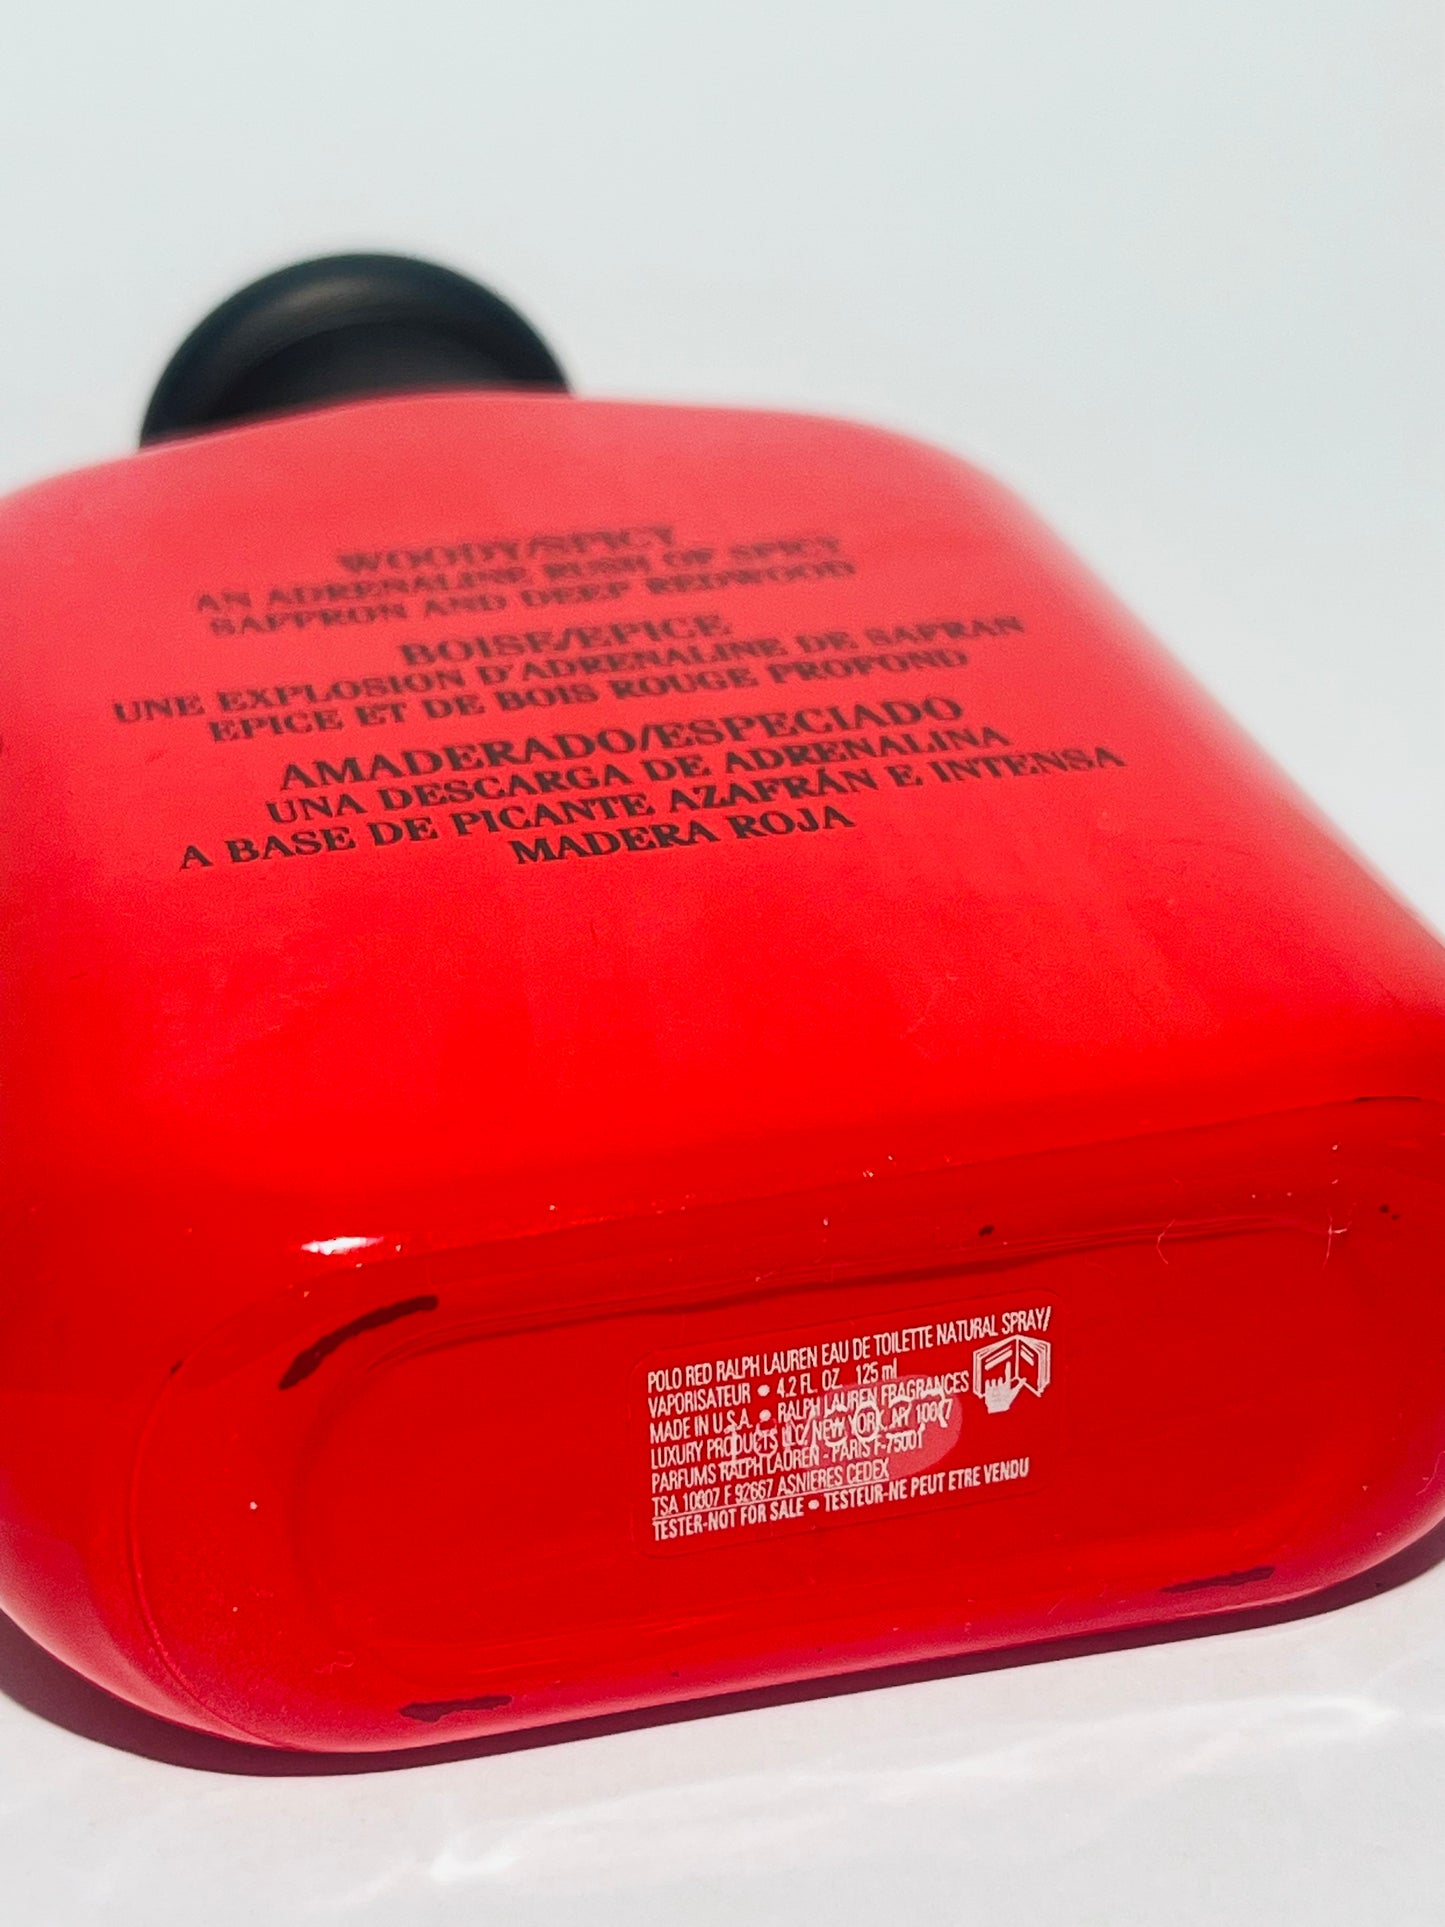 WOODY/SPICY
AN ADRENALINE RUSH OF SPICY
SAFFRON AND DEEP REDWOOD
BOISE/EPICE
UNE EXPLOSION D'ADRENALINE DE SAFRAN
EPICE ET DE BOIS ROUGE PROFOND
AMADERADO/ESPECIADO
UNA DESCARGA DE ADRENALINA
A BASE DE PICANTE AZAFRÁN E INTENSA
MADERA ROJA
POLO RED RALPH LAUREN EAU DE TOILETTE NATURAL SPRAY/
VAPORISATEUR • 4.2 FL. OZ. 125 ml
MADE IN U.S.A. • RALPH LAUREN FRAGRANCES
LUXURY PRODUCTS LLC, NEW YORK, NY 10017
PARFUMS RALPH LAUREN - PARIS F-75001
TSA 10007 F 92667 ASNIERES CEDEX
TESTER-NOT FOR SALE • TESTEUR-NE PEUT ETRE VENDU